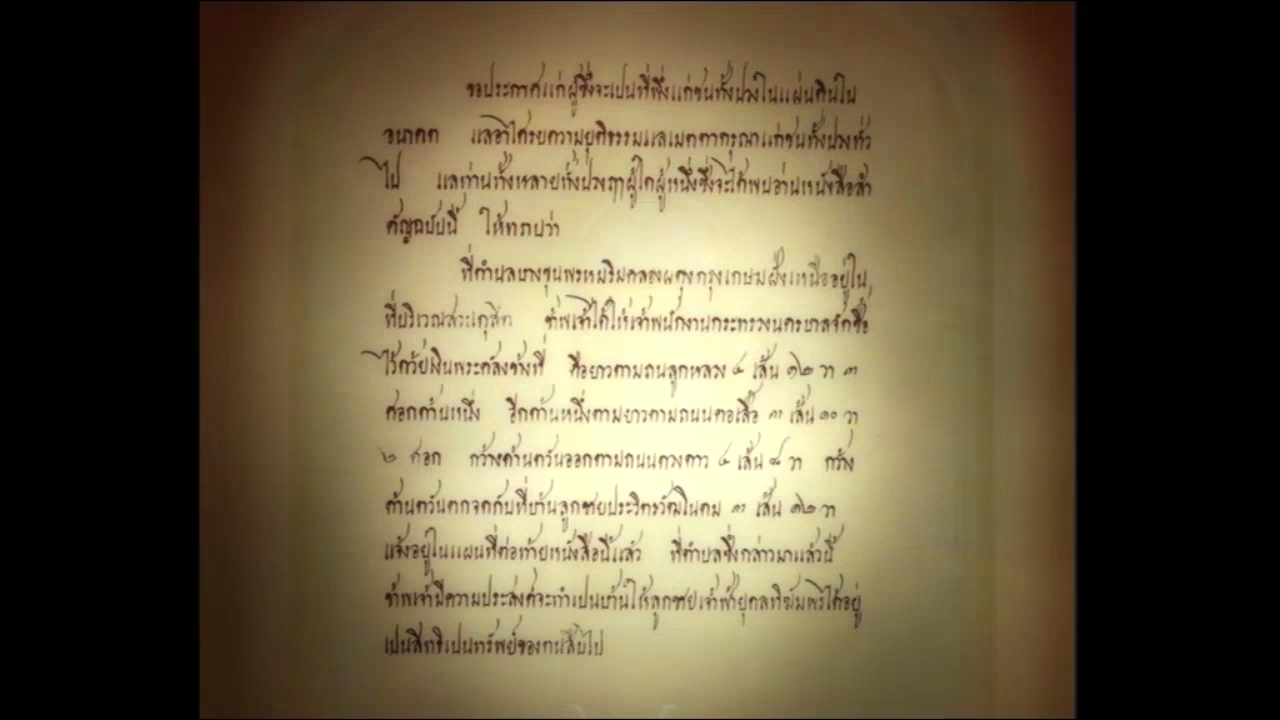 ขอประกาศแก่ผู้ซึ่งจะเปนที่พึ่งแก่ชนทั้งปวงในแผ่นดินใน
อนาคต แลอาไศรยความยุติธรรมแลเมตตากรุณาแก่ชนทั้งปวงทั่ว
ไป แลท่านทั้งหลายทั้งปวงฤๅผู้ใดผู้หนึ่งซึ่งจะได้พบอ่านหนังสือสำ
คัญฉบับนี้ ให้ทราบว่า
ที่ตำบลบางขุนพรหมริมคลองผดุงกรุงเกษมฝั่งเหนืออยู่ใน
ที่บริเวณสวนดุสิต ข้าพเจ้าได้ให้เจ้าพนักงานกระทรวงนครบาลจัดซื้อ
ไว้ด้วยเงินพระคลังข้างที่ คือยาวตามถนนลูกหลวง ๔ เส้น ๑๒ วา ๓
ศอกด้านหนึ่ง อีกด้านหนึ่งตามยาวตามถนนคอเสื้อ ๓ เส้น ๑๐ วา
๒ ศอก กว้างด้านตวันออกตามถนนดวงดาว ๔ เส้น ๘ วา กว้าง
ด้านตวันตกจดกับที่บ้านลูกชายประวิตรวัฒโนดม ๓ เส้น ๑๒ วา
แจ้งอยู่ในแผนที่ต่อท้ายหนังสือนี้แล้ว ที่ตำบลซึ่งกล่าวมาแล้วนี้
ข้าพเจ้ามีความประสงค์จะทำเปนบ้านให้ลูกชายเจ้าฟ้ายุคลทิฆัมพรได้อยู่
เปนสิทธิเปนทรัพย์ของตนสืบไป